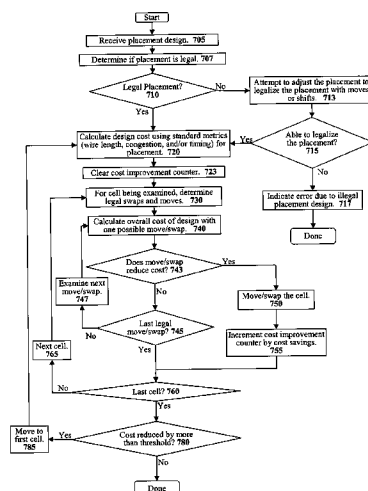 Start
Receive placement design. 705
Determine if placement is legal. 707
Legal Placement?
710
No
Yes
Attempt to adjust the placement to
legalize the placement with moves
or shifts. 713
Able to legalize
the placement?
715
Yes
No
Indicate error due to illegal
placement design. 717
Done
Calculate design cost using standard metrics
(wire length, congestion, and/or timing) for
placement. 720
Clear cost improvement counter. 723
For cell being examined, determine
legal swaps and moves. 730
Calculate overall cost of design with
one possible move/swap. 740
Does move/swap
reduce cost? 743
Yes
No
Examine next
move/swap.
747
Move/swap the cell.
750
Last legal
move/swap? 745
No
Yes
Increment cost improvement
counter by cost savings.
755
Next cell.
765
Last cell? 760
No
Yes
Cost reduced by more
than threshold? 780
Yes
No
Move to
first cell.
785
Done